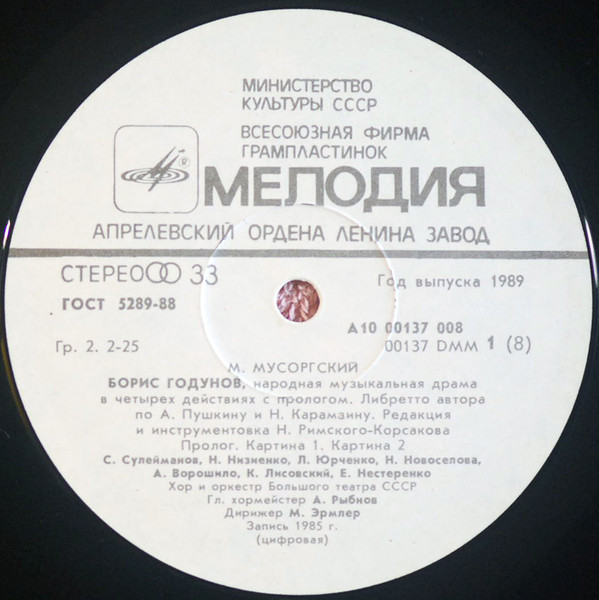 МИНИСТЕРСТВО
КУЛЬТУРЫ СССР
ВСЕСОЮЗНАЯ ФИРМА
ГРАМПЛАСТИНОК
®
МЕЛОДИЯ
АПРЕЛЕВСКИЙ ОРДЕНА ЛЕНИНА ЗАВОД
СТЕРЕО 33
Год выпуска 1989
ГОСТ 5289-88
А10 00137 008
Гр. 2. 2-25
00137 DMM 1 (8)
М. МУСОРГСКИЙ
БОРИС ГОДУНОВ, народная музыкальная драма
в четырех действиях с прологом. Либретто автора
по А. Пушкину и Н. Карамзину. Редакция
и инструментовка Н. Римского-Корсакова
Пролог. Картина 1. Картина 2
С. Сулейманов, Н. Низиенко, Л. Юрченко, Н. Новоселова,
А. Ворошило, К. Лисовский, Е. Нестеренко
Хор и оркестр Большого театра СССР
Гл. хормейстер А. Рыбнов
Дирижер М. Эрмлер
Запись 1985 г.
(цифровая)